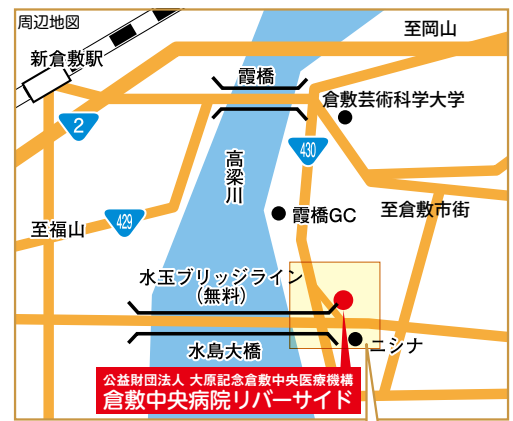 周辺地図
至岡山
新倉敷駅
霞橋
倉敷芸術科学大学
2
430
高梁川
至倉敷市街
霞橋GC
429
至福山
水玉ブリッジライン
(無料)
水島大橋
ニシナ
公益財団法人 大原記念倉敷中央医療機構
倉敷中央病院リバーサイド